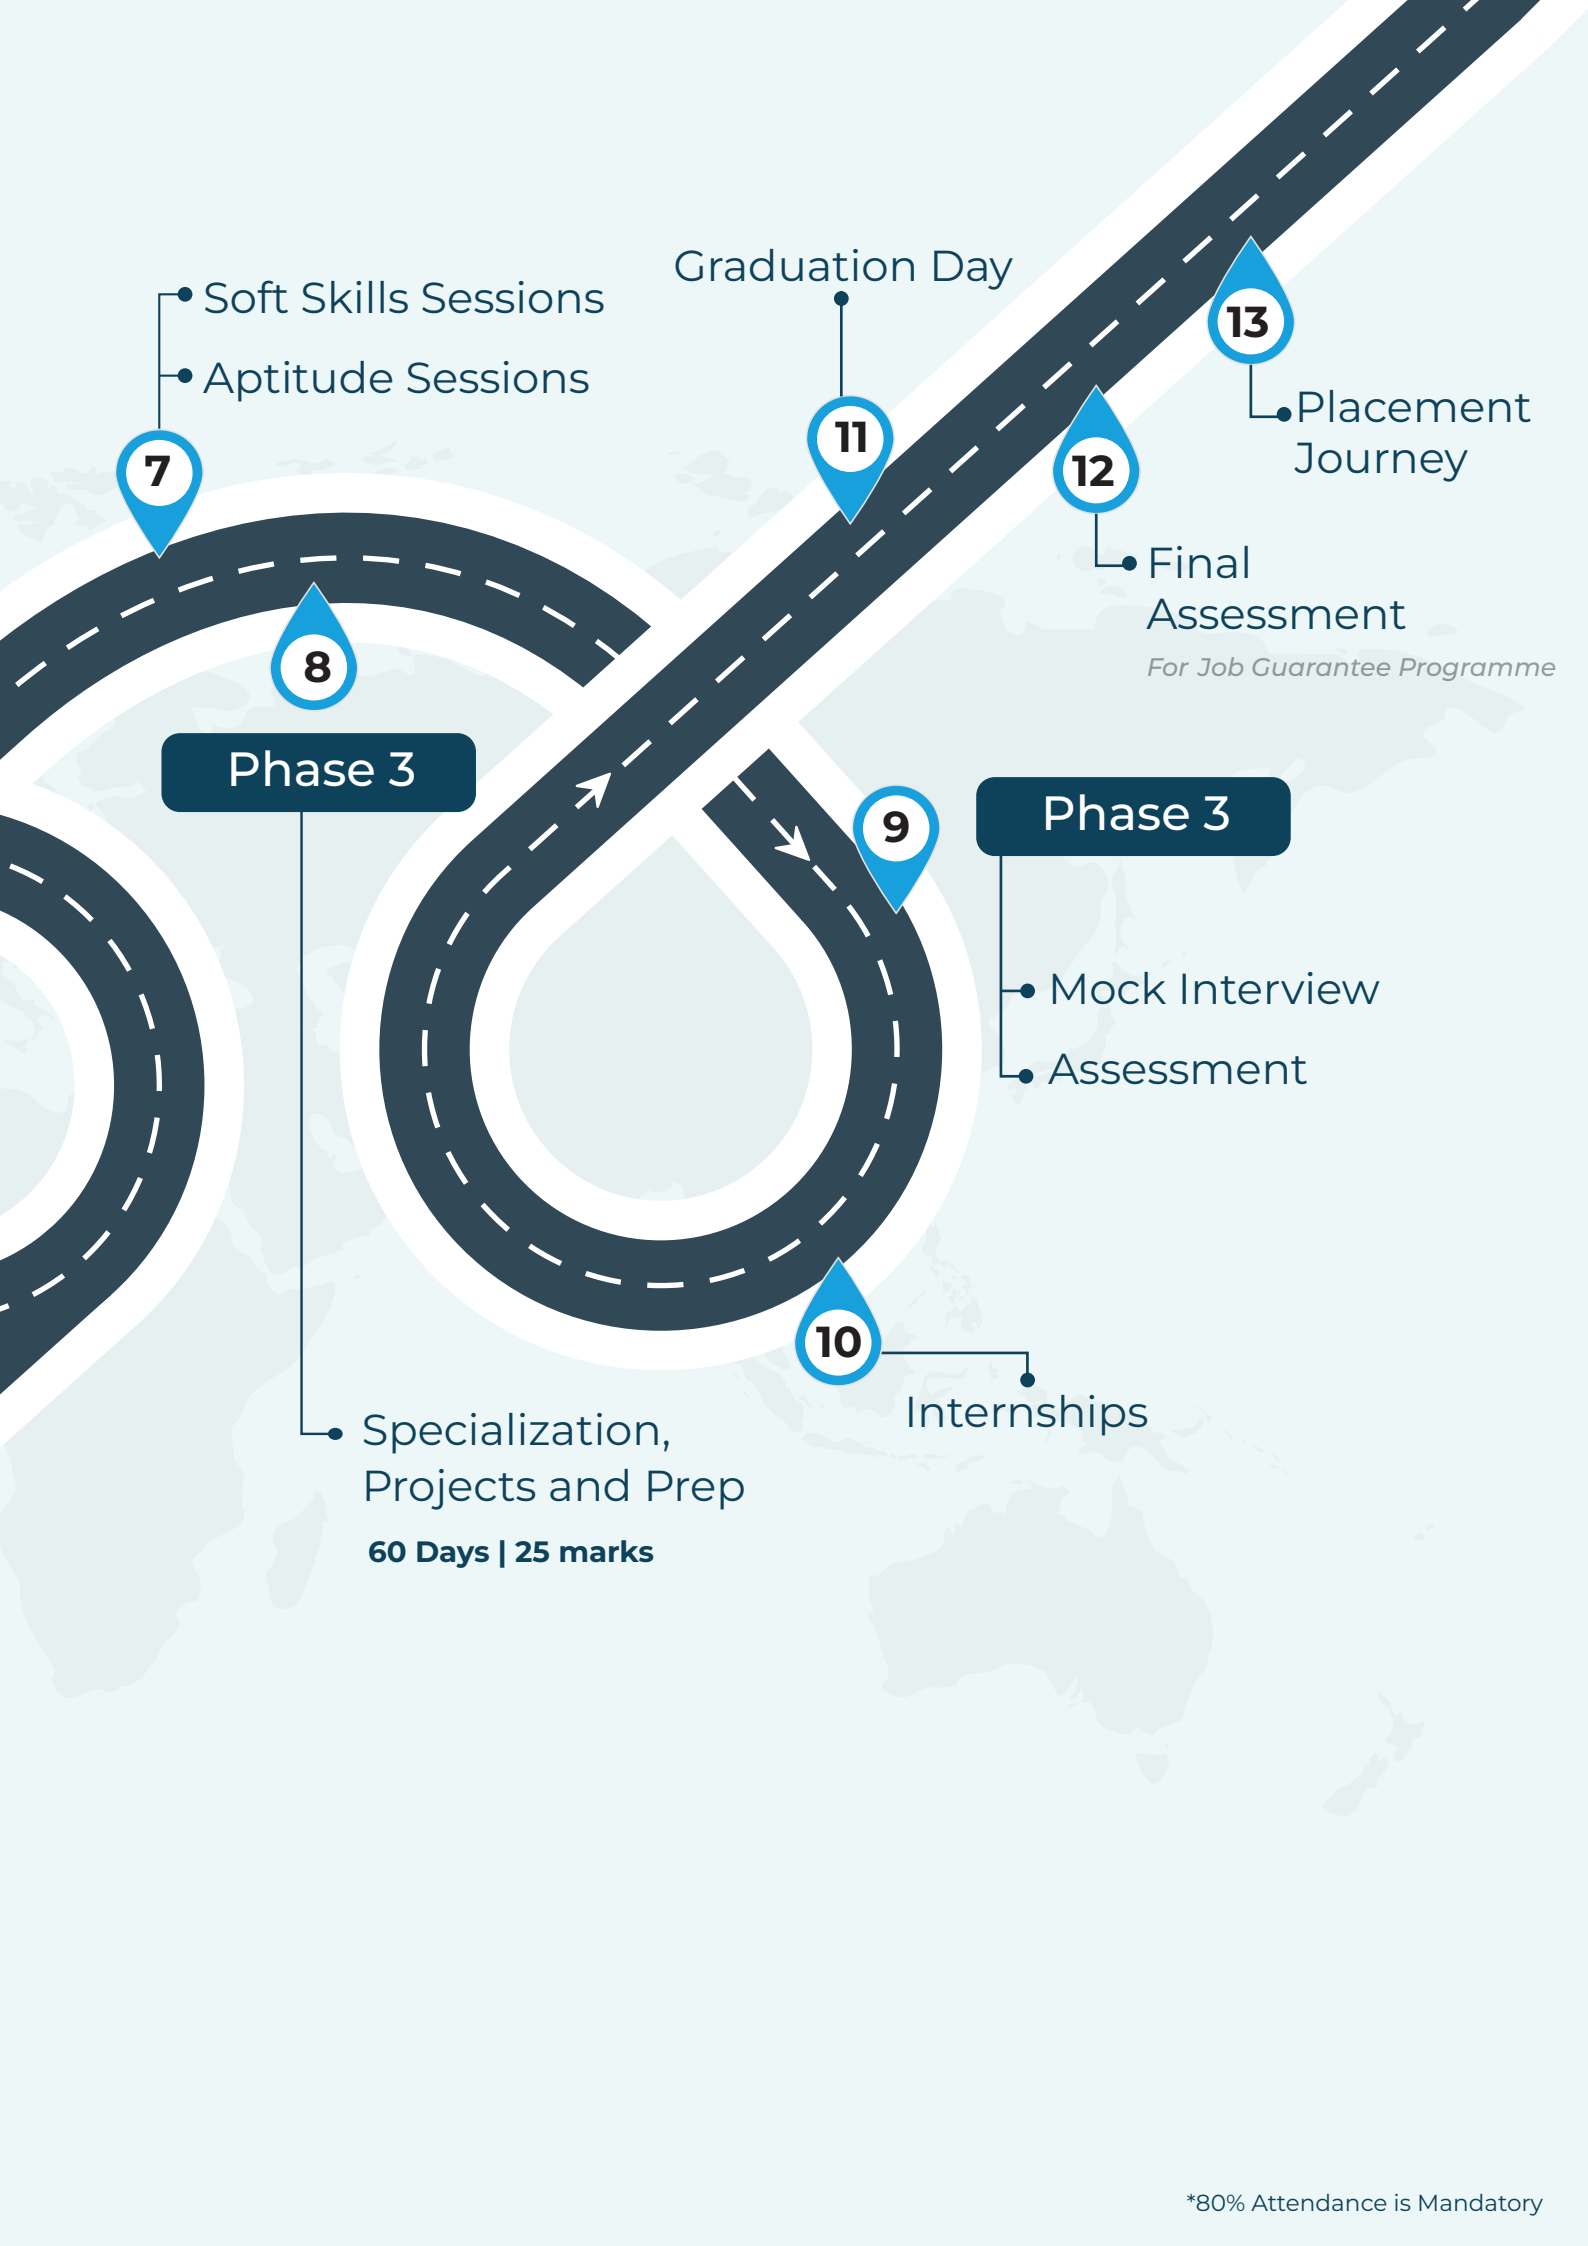 Graduation Day
Soft Skills Sessions
Aptitude Sessions
7
11
13
Placement
Journey
12
Final
Assessment
For Job Guarantee Programme
8
Phase 3
9
Phase 3
Mock Interview
Assessment
10
Internships
Specialization,
Projects and Prep
60 Days | 25 marks
*80% Attendance is Mandatory